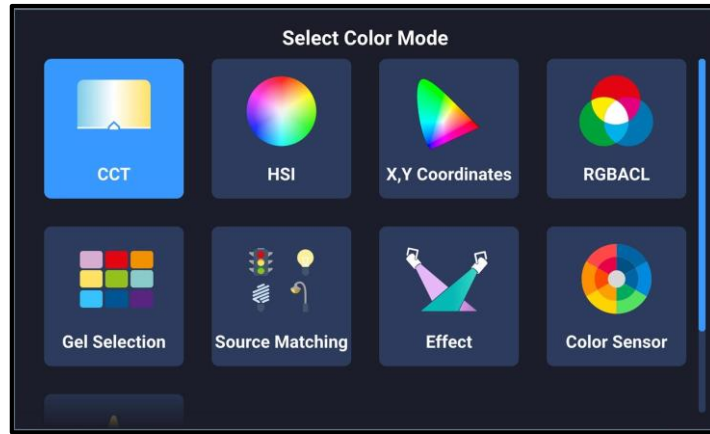 Select Color Mode
CCT
HSI
X,Y Coordinates
RGBACL
Gel Selection
Source Matching
Effect
Color Sensor